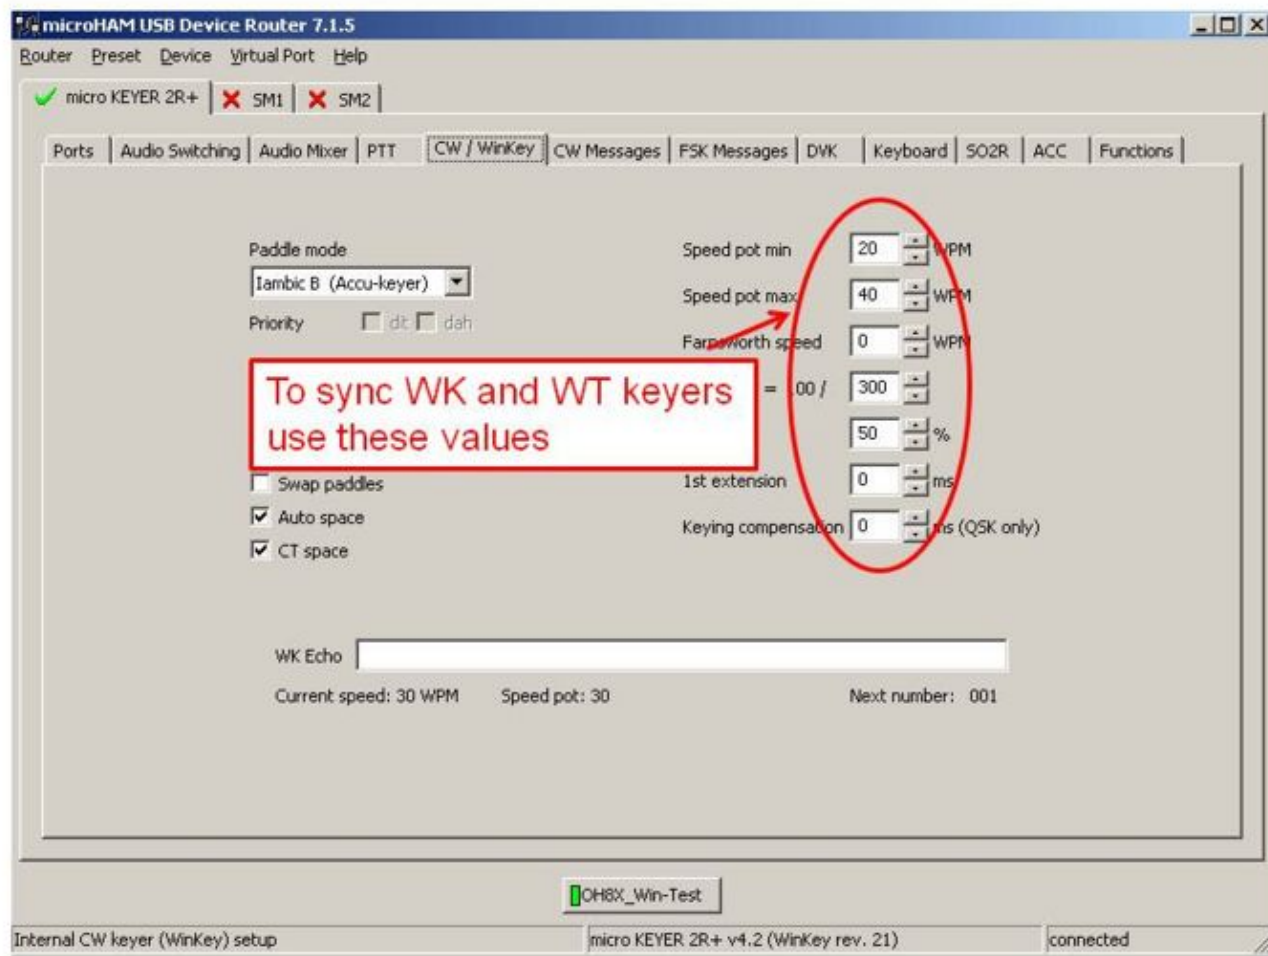 microHAM USB Device Router 7.1.5
Router Preset Device Virtual Port Help
micro KEYER 2R+ SM1 SM2
Ports Audio Switching Audio Mixer PTT CW / WinKey CW Messages FSK Messages DVK Keyboard SO2R ACC Functions
Paddle mode
Iambic B (Accu-keyer)
Priority dit dah
Swap paddles
Auto space
CT space
Speed pot min 20 WPM
Speed pot max 40 WPM
Farnsworth speed 0 WPM
= 100 / 300
50 %
1st extension 0 ms
Keying compensation 0 ms (QSK only)
To sync WK and WT keyers
use these values
WK Echo
Current speed: 30 WPM Speed pot: 30 Next number: 001
OH8X_Win-Test
Internal CW keyer (WinKey) setup micro KEYER 2R+ v4.2 (WinKey rev. 21) connected